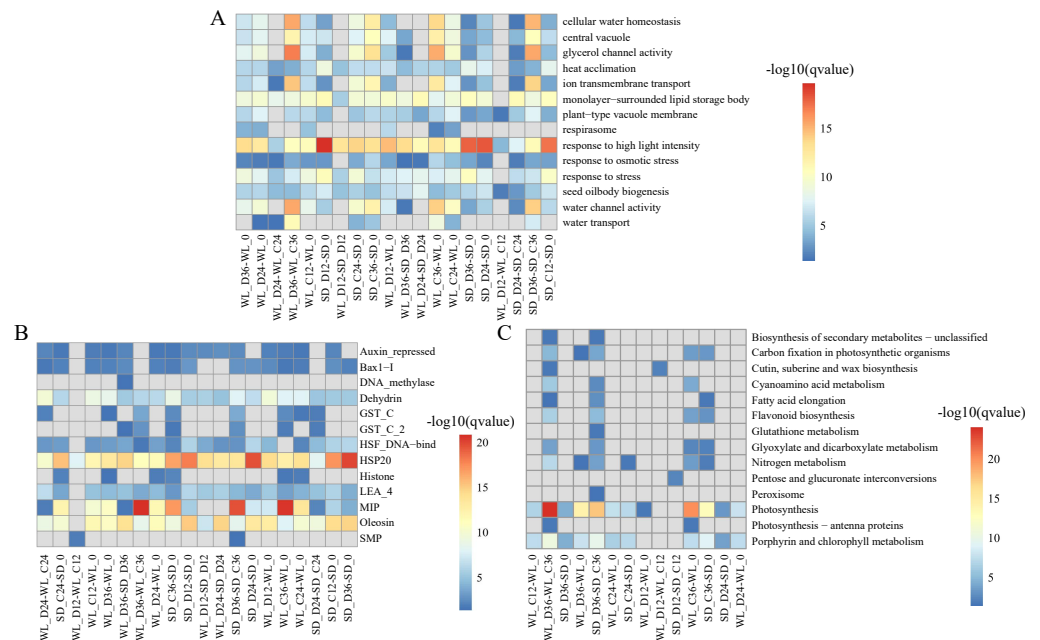 A
cellular water homeostasis
central vacuole
glycerol channel activity
heat acclimation
ion transmembrane transport
monolayer−surrounded lipid storage body
plant−type vacuole membrane
respirasome
response to high light intensity
response to osmotic stress
response to stress
seed oilbody biogenesis
water channel activity
water transport
WL_D36-WL_0
WL_D24-WL_0
WL_D24-WL_C24
WL_D36-WL_C36
WL_C12-WL_0
SD_D12-SD_0
WL_D12-SD_D12
SD_C24-SD_0
SD_C36-SD_0
WL_D12-WL_0
WL_D36-SD_D36
WL_D24-SD_D24
WL_C36-WL_0
WL_C24-WL_0
SD_D36-SD_0
SD_D24-SD_0
WL_D12-WL_C12
SD_D24-SD_C24
SD_D36-SD_C36
SD_C12-SD_0
-log10(qvalue)
15
10
5
B
Auxin_repressed
Bax1−I
DNA_methylase
Dehydrin
GST_C
GST_C_2
HSF_DNA−bind
HSP20
Histone
LEA_4
MIP
Oleosin
SMP
WL_D24-WL_C24
SD_C24-SD_0
WL_D12-WL_C12
WL_C12-WL_0
WL_D36-WL_0
WL_D36-SD_D36
WL_D36-WL_C36
WL_D24-WL_0
SD_C36-SD_0
SD_D12-SD_0
WL_D12-SD_D12
WL_D24-SD_D24
SD_D36-SD_C36
SD_D24-SD_0
WL_D12-WL_0
WL_C36-WL_0
WL_C24-WL_0
SD_D24-SD_C24
SD_C12-SD_0
SD_D36-SD_0
-log10(qvalue)
20
15
10
5
C
Biosynthesis of secondary metabolites − unclassified
Carbon fixation in photosynthetic organisms
Cutin, suberine and wax biosynthesis
Cyanoamino acid metabolism
Fatty acid elongation
Flavonoid biosynthesis
Glutathione metabolism
Glyoxylate and dicarboxylate metabolism
Nitrogen metabolism
Pentose and glucuronate interconversions
Peroxisome
Photosynthesis
Photosynthesis − antenna proteins
Porphyrin and chlorophyll metabolism
WL_C12-WL_0
WL_D36-WL_C36
SD_D36-SD_0
WL_D36-WL_0
SD_D36-SD_C36
WL_C24-WL_0
SD_C24-SD_0
WL_D12-WL_0
WL_D12-WL_C12
SD_D12-SD_C12
WL_C36-WL_0
SD_C36-SD_0
SD_D24-SD_0
WL_D24-WL_0
-log10(qvalue)
20
15
10
5